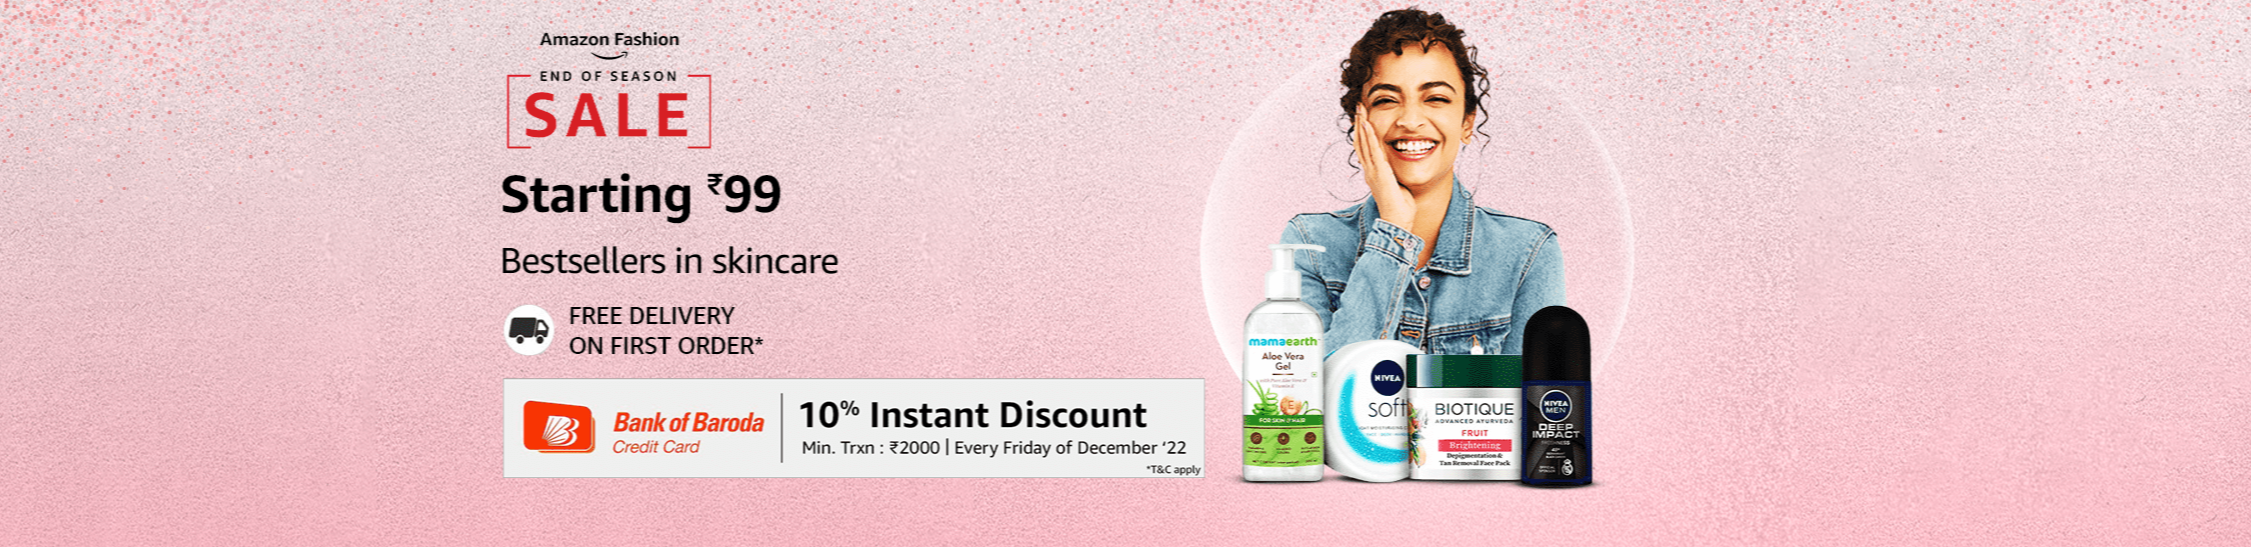 Amazon Fashion
END OF SEASON
SALE
Starting ₹99
Bestsellers in skincare
FREE DELIVERY
ON FIRST ORDER*
Bank of Baroda
Credit Card
10% Instant Discount
Min. Trxn : ₹2000 | Every Friday of December ‘22
*T&C apply
mamaearth
Aloe Vera
Gel
FOR SKIN & HAIR
NIVEA
soft
BIOTIQUE
ADVANCED AYURVEDA
FRUIT
Brightening
Depigmentation &
Tan Removal Face Pack
NIVEA
MEN
DEEP
IMPACT